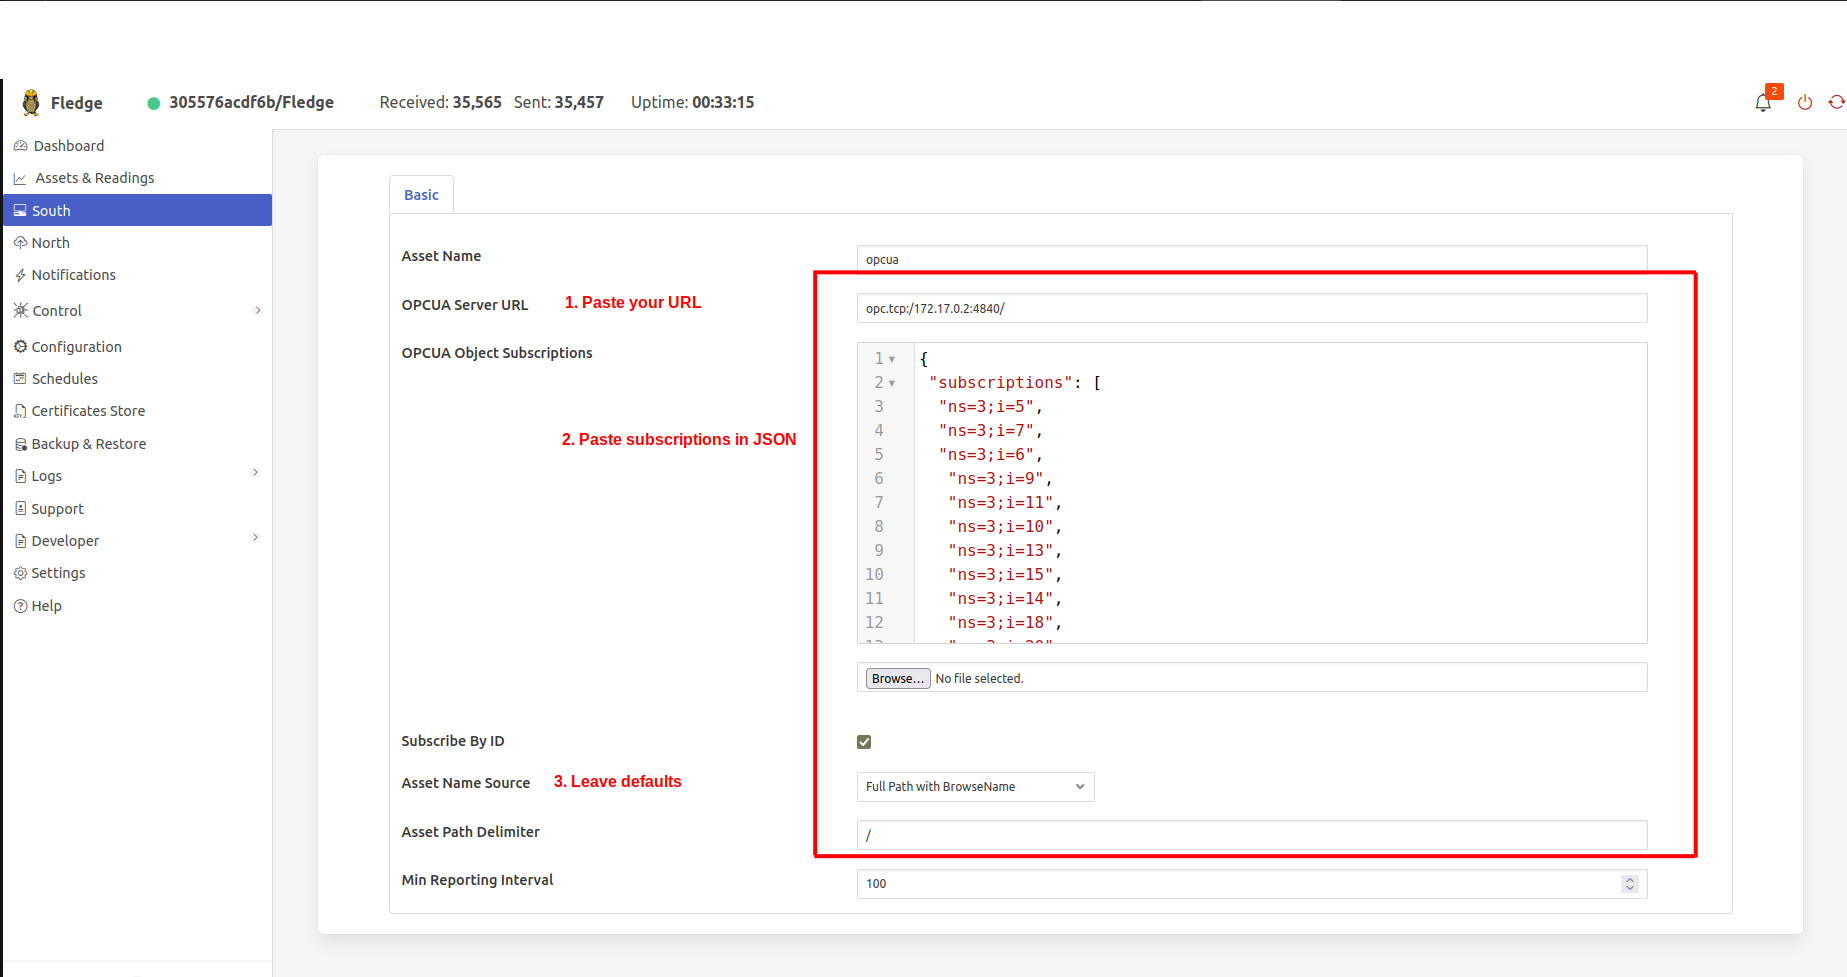 Fledge
305576acdf6b/Fledge
Received: 35,565 Sent: 35,457 Uptime: 00:33:15
2
Dashboard
Assets & Readings
South
North
Notifications
Control
Configuration
Schedules
Certificates Store
Backup & Restore
Logs
Support
Developer
Settings
Help
Basic
Asset Name
opcua
OPCUA Server URL
1. Paste your URL
opc.tcp:/172.17.0.2:4840/
OPCUA Object Subscriptions
2. Paste subscriptions in JSON
1 {
2 "subscriptions": [
3 "ns=3;i=5",
4 "ns=3;i=7",
5 "ns=3;i=6",
6 "ns=3;i=9",
7 "ns=3;i=11",
8 "ns=3;i=10",
9 "ns=3;i=13",
10 "ns=3;i=15",
11 "ns=3;i=14",
12 "ns=3;i=18",
Browse... No file selected.
Subscribe By ID
Asset Name Source
3. Leave defaults
Full Path with BrowseName
Asset Path Delimiter
/
Min Reporting Interval
100